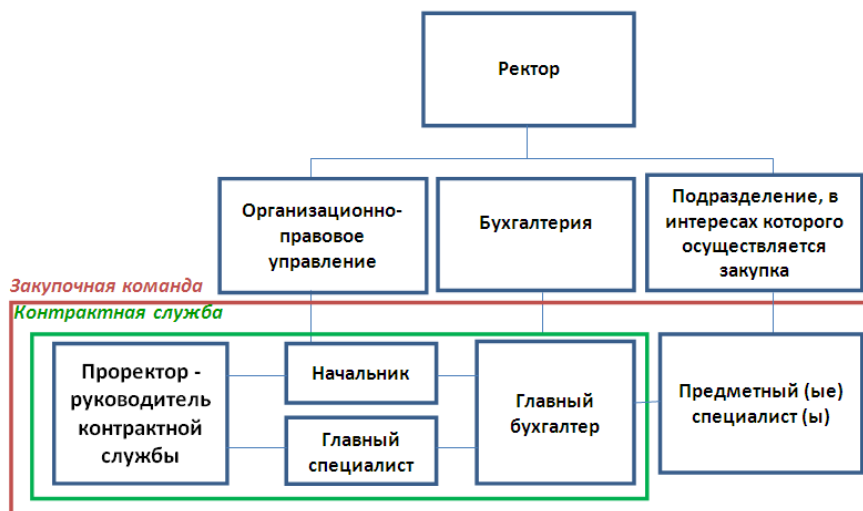 Ректор
Организационно-
правовое
управление
Бухгалтерия
Подразделение, в
интересах которого
осуществляется
закупка
Закупочная команда
Контрактная служба
Проректор -
руководитель
контрактной
службы
Начальник
Главный
специалист
Главный
бухгалтер
Предметный (ые)
специалист (ы)